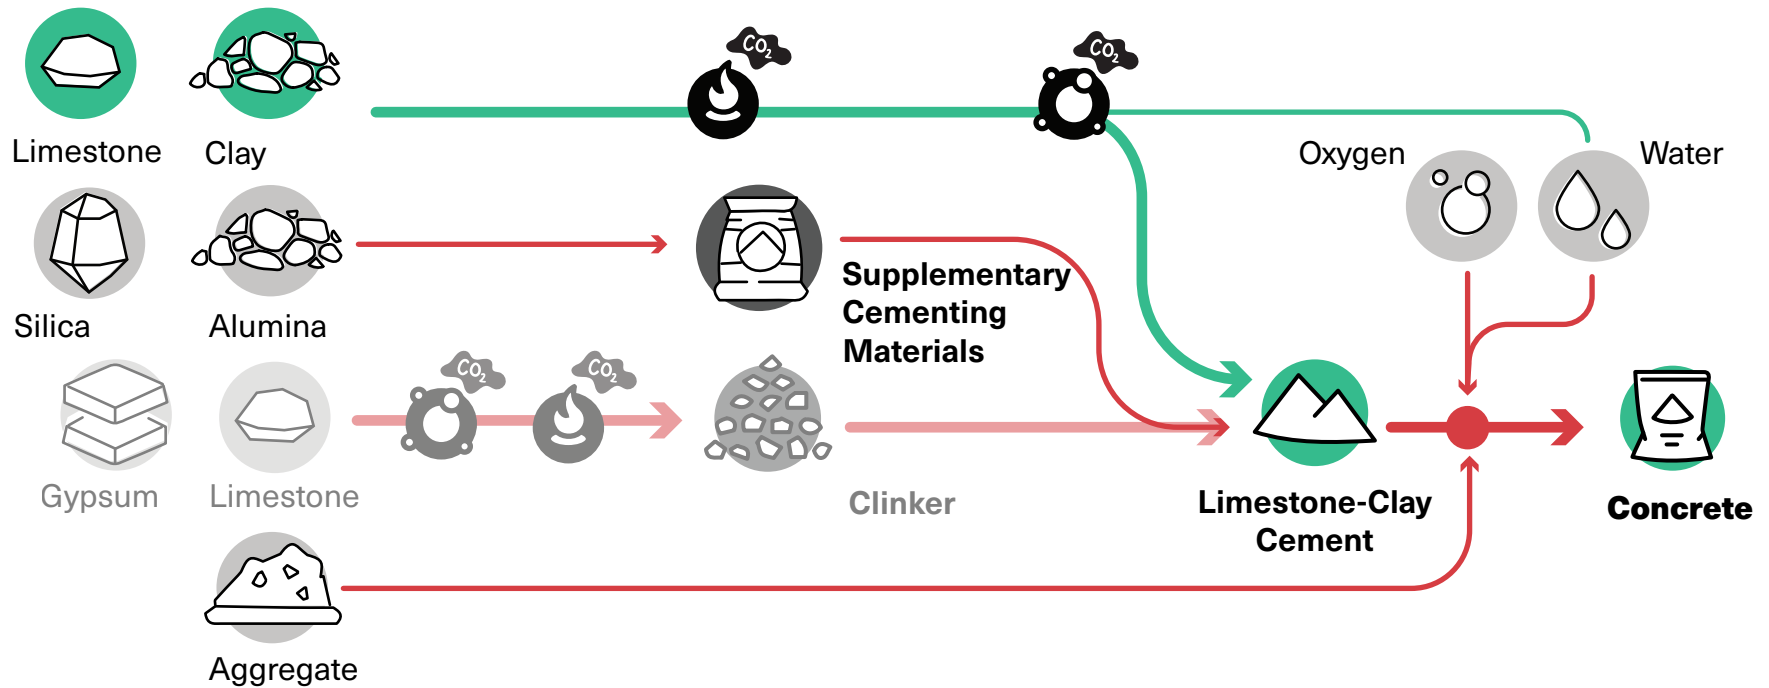 CO2
CO2
Limestone
Clay
Oxygen
Water
Silica
Alumina
Supplementary
Cementing
Materials
CO2
CO2
Gypsum
Limestone
Clinker
Limestone-Clay
Cement
Concrete
Aggregate